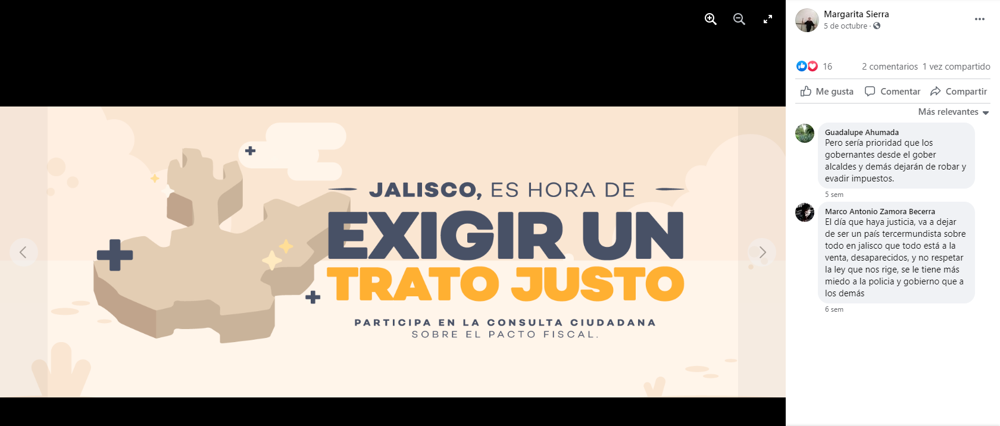 JALISCO, ES HORA DE
EXIGIR UN
TRATO JUSTO
PARTICIPA EN LA CONSULTA CIUDADANA
SOBRE EL PACTO FISCAL.
Margarita Sierra
5 de octubre ·
16 2 comentarios 1 vez compartido
Me gusta Comentar Compartir
Más relevantes
Guadalupe Ahumada
Pero sería prioridad que los
gobernantes desde el gober
alcaldes y demás dejarán de robar y
evadir impuestos.
5 sem
Marco Antonio Zamora Becerra
El día que haya justicia, va a dejar
de ser un país tercermundista sobre
todo en jalisco que todo está a la
venta, desaparecidos, y no respetar
la ley que nos rige, se le tiene más
miedo a la policia y gobierno que a
los demás
6 sem